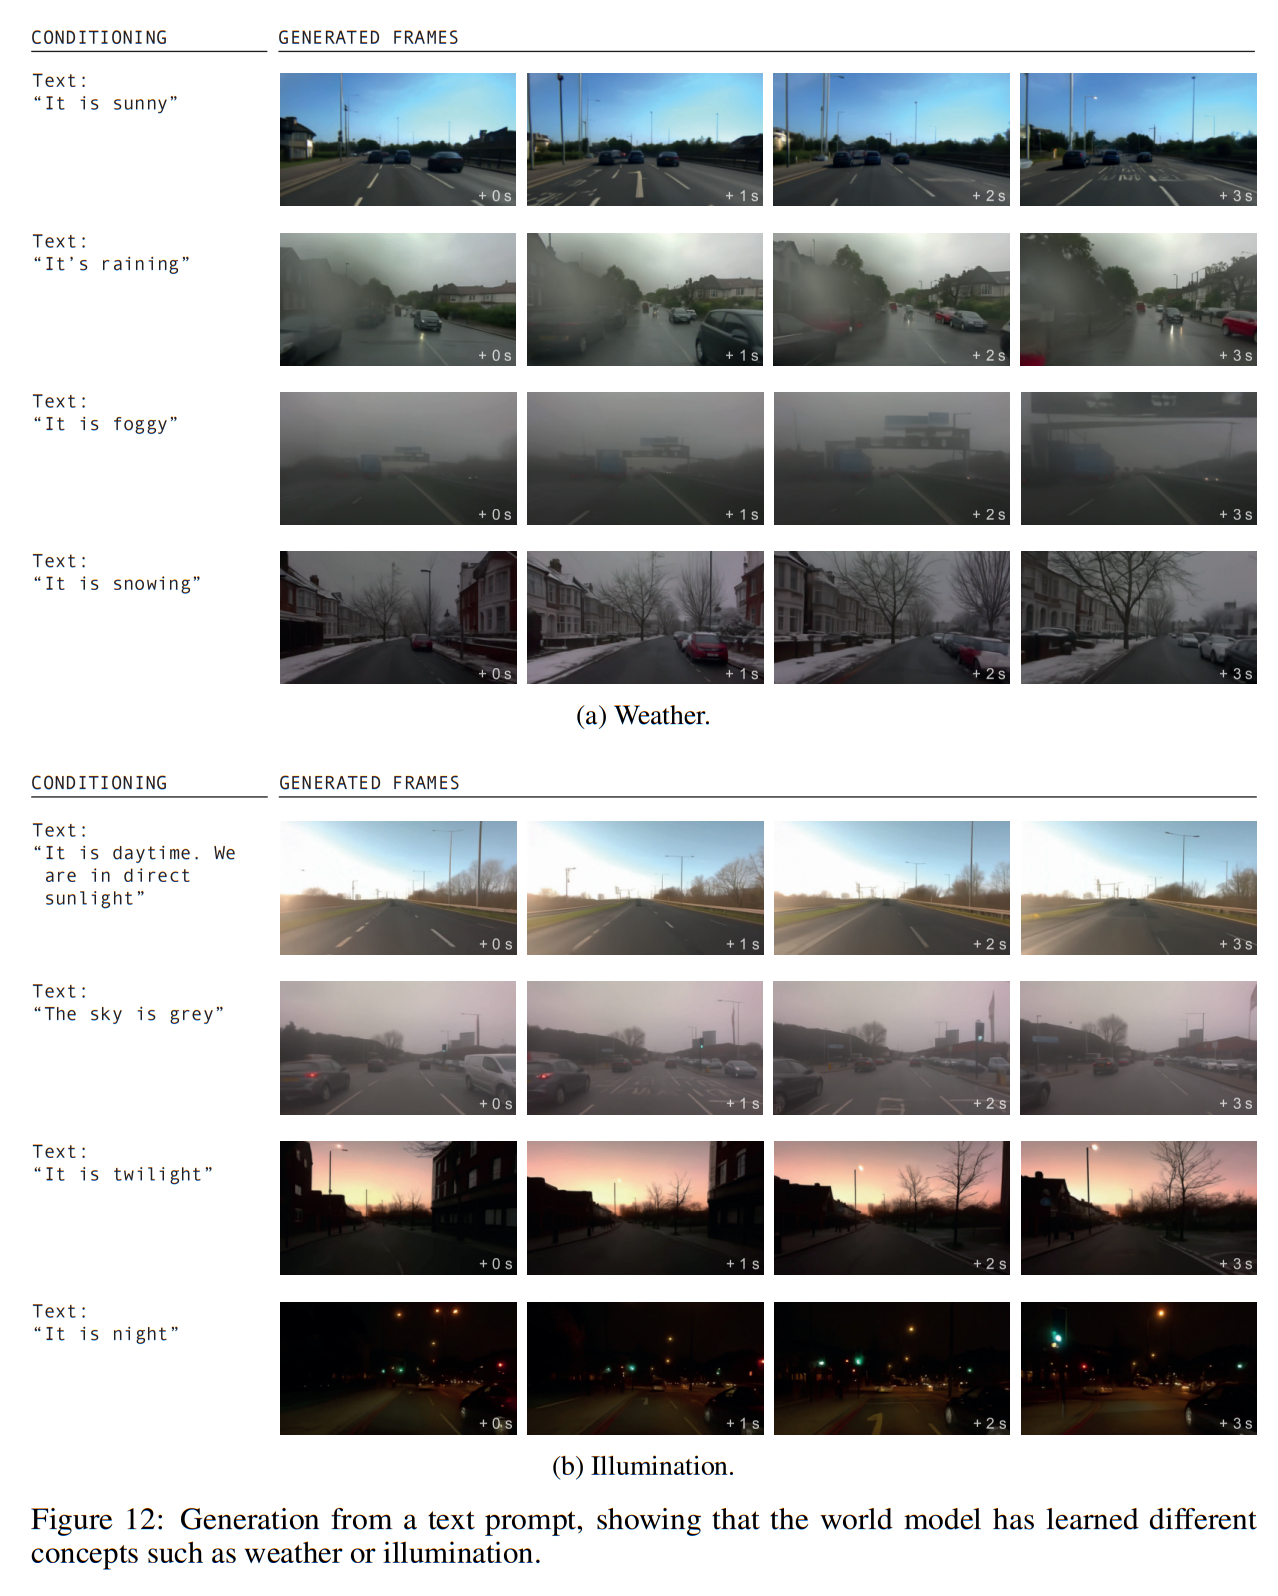 CONDITIONING GENERATED FRAMES
Text:
“It is sunny”
+ 0 s + 1 s + 2 s + 3 s
Text:
“It’s raining”
+ 0 s + 1 s + 2 s + 3 s
Text:
“It is foggy”
+ 0 s + 1 s + 2 s + 3 s
Text:
“It is snowing”
+ 0 s + 1 s + 2 s + 3 s
(a) Weather.
CONDITIONING GENERATED FRAMES
Text:
“It is daytime. We
are in direct
sunlight”
+ 0 s + 1 s + 2 s + 3 s
Text:
“The sky is grey”
+ 0 s + 1 s + 2 s + 3 s
Text:
“It is twilight”
+ 0 s + 1 s + 2 s + 3 s
Text:
“It is night”
+ 0 s + 1 s + 2 s + 3 s
(b) Illumination.
Figure 12: Generation from a text prompt, showing that the world model has learned different
concepts such as weather or illumination.